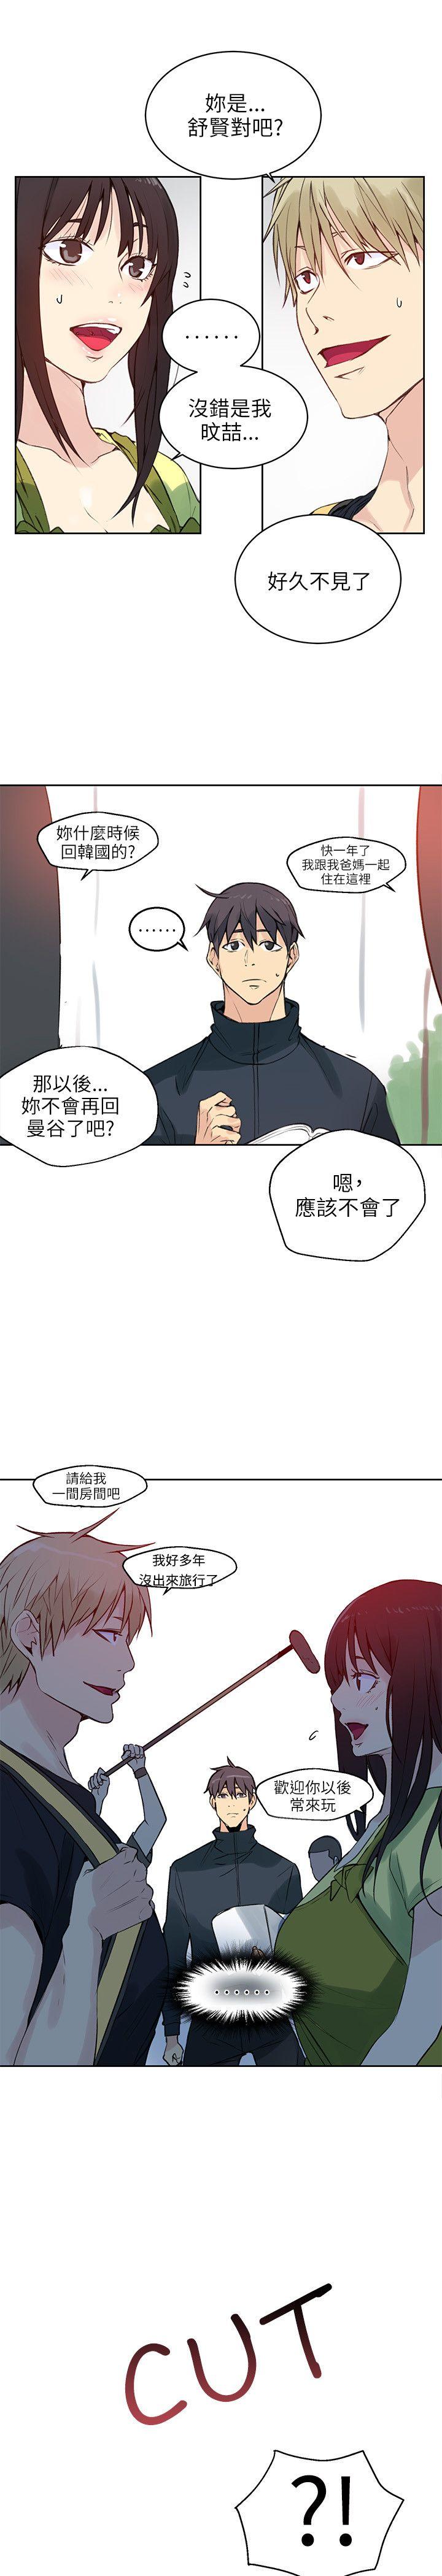 妳是...
舒賢對吧?
......
沒錯是我
旼喆...
好久不見了
妳什麼時候
回韓國的?
快一年了
我跟我爸媽一起
住在這裡
......
那以後...
妳不會再回
曼谷了吧?
嗯，
應該不會了
請給我
一間房間吧
我好多年
沒出來旅行了
歡迎你以後
常來玩
......
CUT
?!